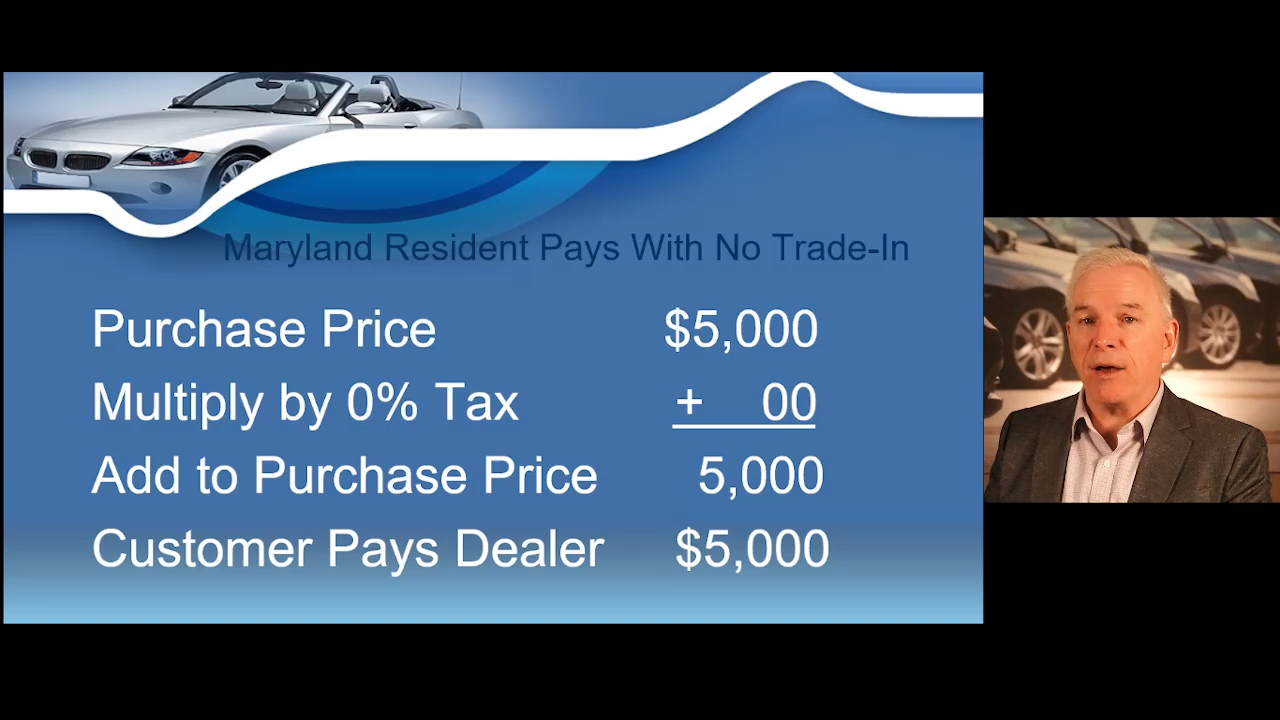 Maryland Resident Pays With No Trade-In
Purchase Price $5,000
Multiply by 0% Tax + 00
Add to Purchase Price 5,000
Customer Pays Dealer $5,000